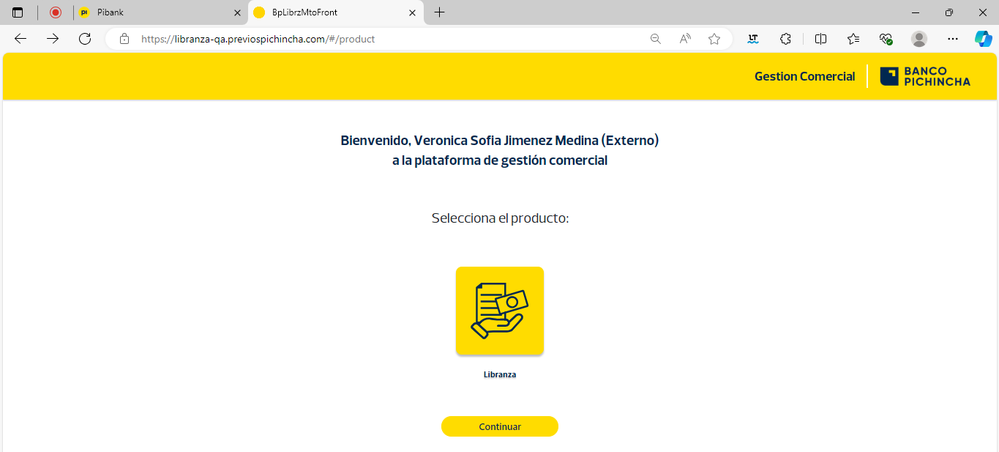 Pibank
BpLibrzMtoFront
https://libranza-qa.previospichincha.com/#/product
Gestion Comercial
BANCO
PICHINCHA
Bienvenido, Veronica Sofia Jimenez Medina (Externo)
a la plataforma de gestión comercial
Selecciona el producto:
Libranza
Continuar